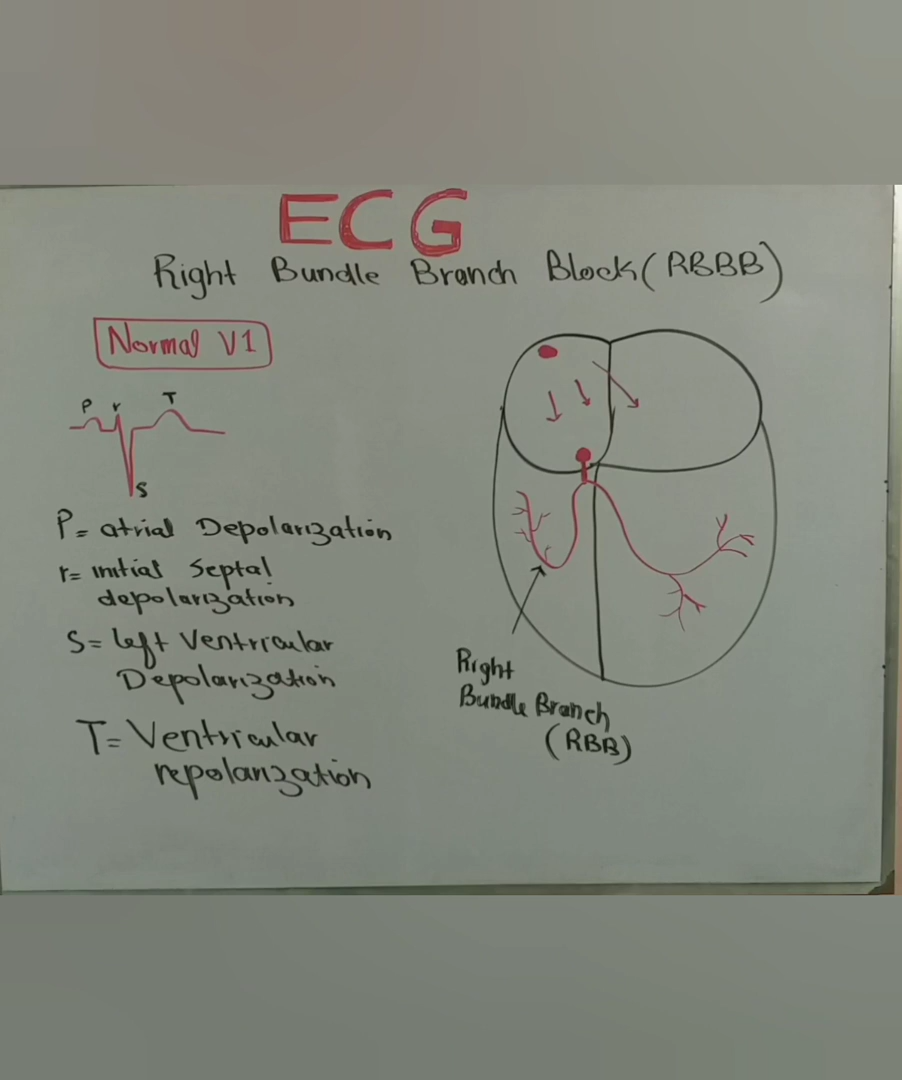 ECG
Right Bundle Branch Block (RBBB)
Normal V1
P r T
S
P = atrial Depolarization
r = initial Septal
depolarization
S = left Ventricular
Depolarization
T = Ventricular
repolarization
Right
Bundle Branch
(RBB)